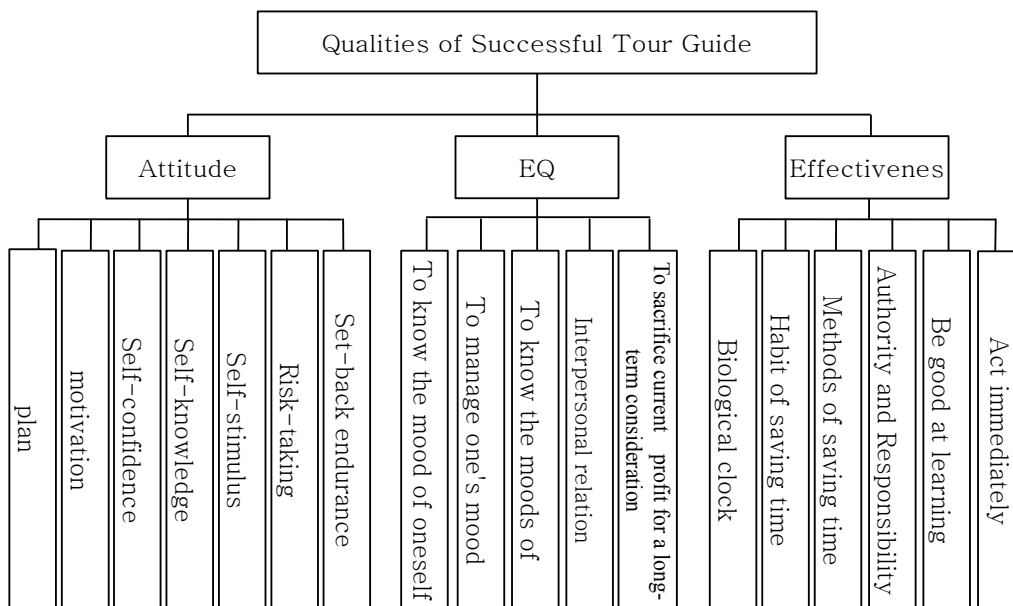 Qualities of Successful Tour Guide
Attitude
EQ
Effectivenes
plan
motivation
Self-confidence
Self-knowledge
Self-stimulus
Risk-taking
Set-back endurance
To know the mood of oneself
To manage one's mood
To know the moods of
Interpersonal relation
To sacrifice current profit for a long-
term consideration
Biological clock
Habit of saving time
Methods of saving time
Authority and Responsibility
Be good at learning
Act immediately